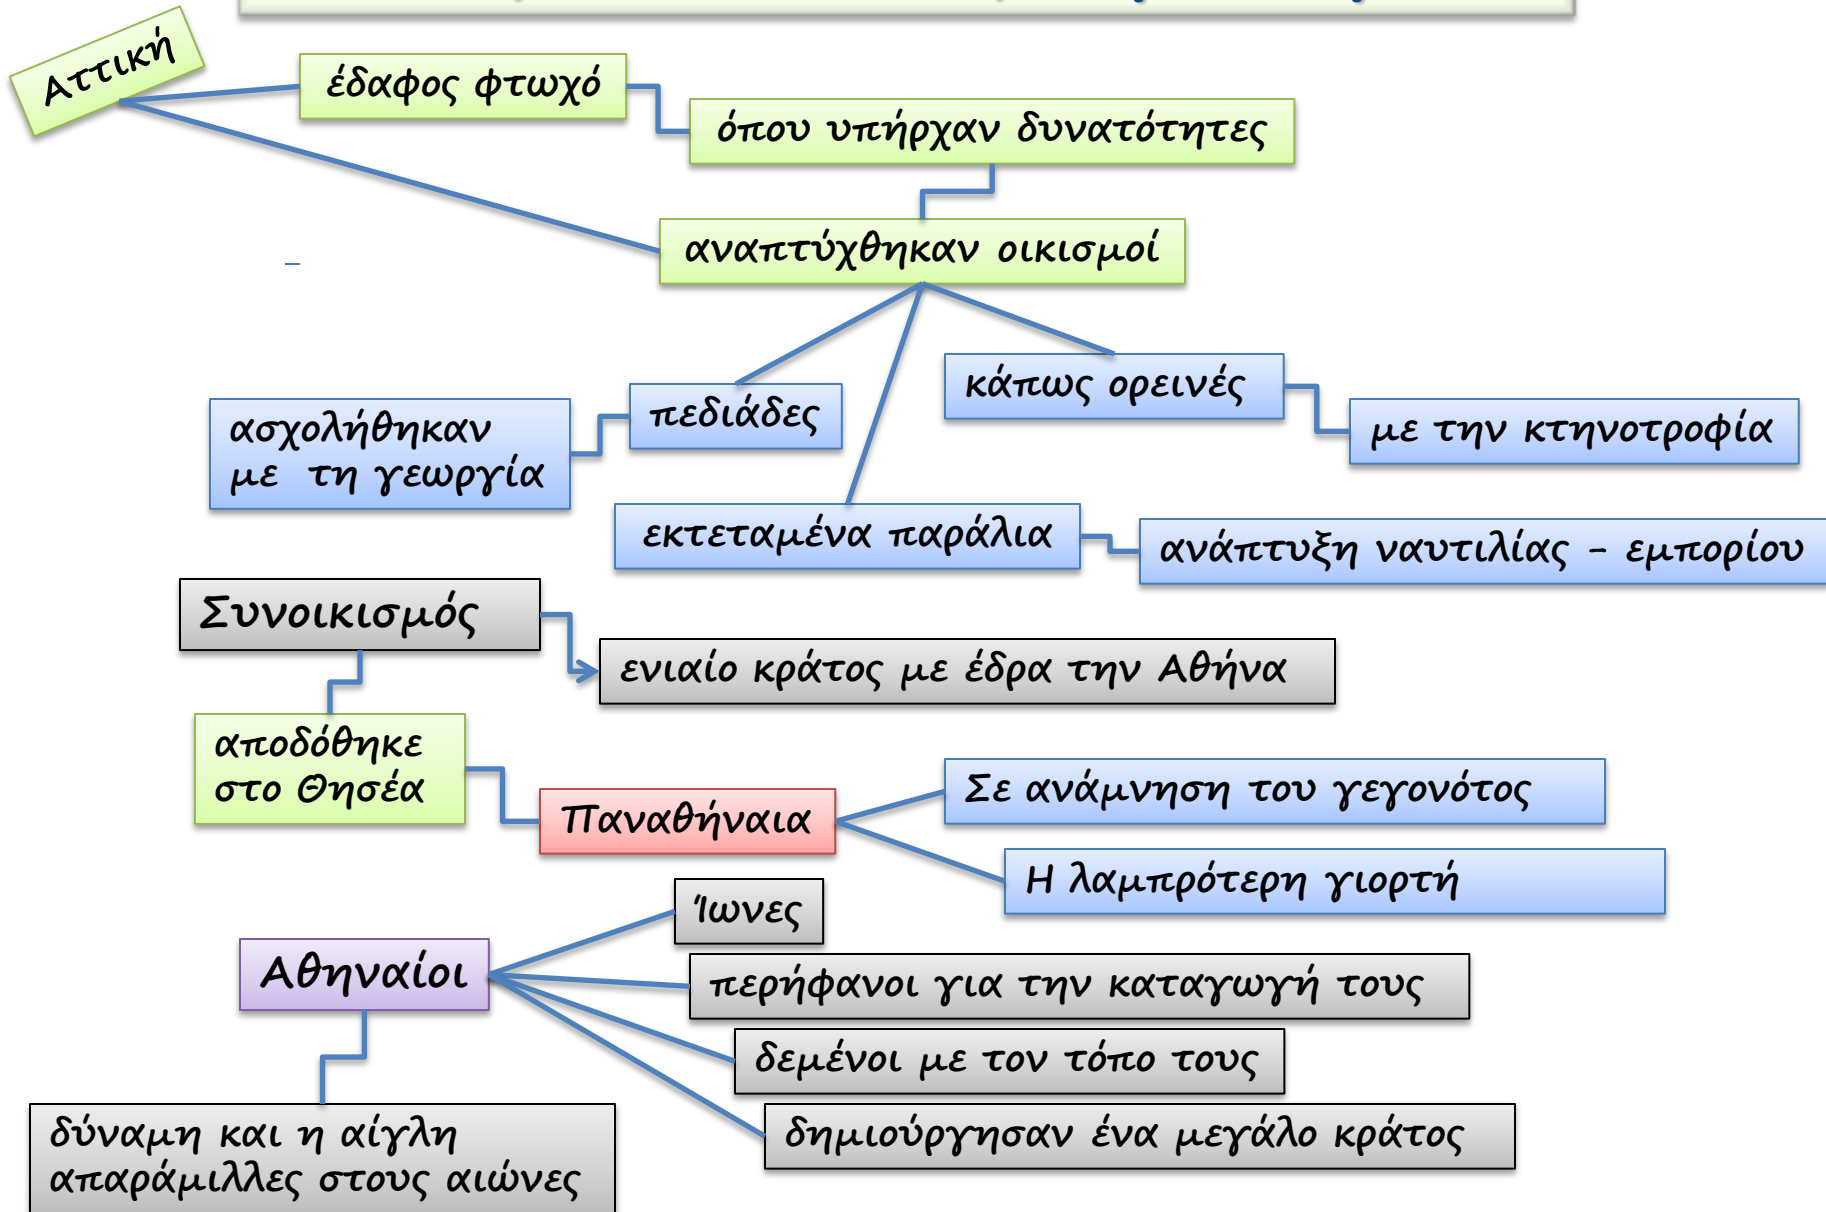 Αττική
έδαφος φτωχό
όπου υπήρχαν δυνατότητες
αναπτύχθηκαν οικισμοί
κάπως ορεινές
πεδιάδες
ασχολήθηκαν
με τη γεωργία
με την κτηνοτροφία
εκτεταμένα παράλια
ανάπτυξη ναυτιλίας - εμπορίου
Συνοικισμός
ενιαίο κράτος με έδρα την Αθήνα
αποδόθηκε
στο Θησέα
Παναθήναια
Σε ανάμνηση του γεγονότος
Η λαμπρότερη γιορτή
Ίωνες
Αθηναίοι
περήφανοι για την καταγωγή τους
δεμένοι με τον τόπο τους
δημιούργησαν ένα μεγάλο κράτος
δύναμη και η αίγλη
απαράμιλλες στους αιώνες